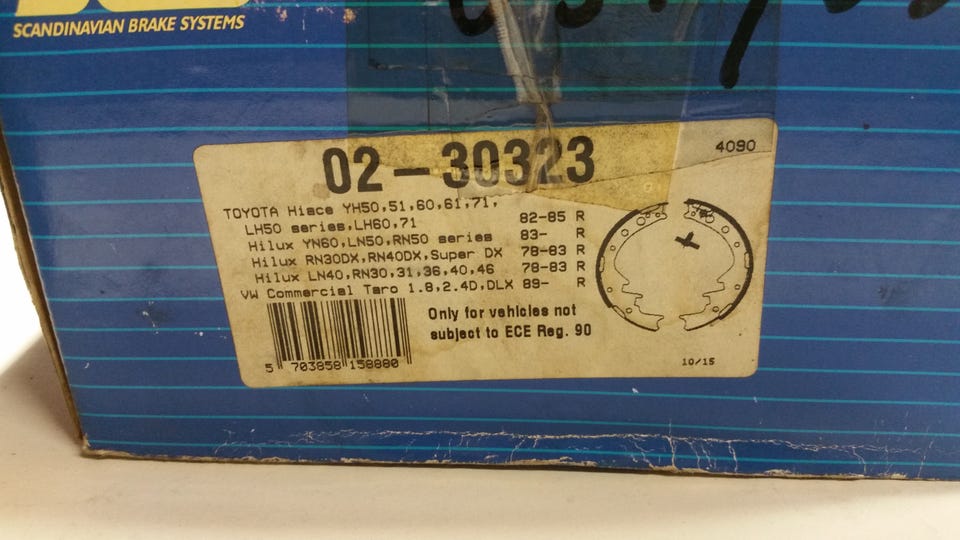 SCANDINAVIAN BRAKE SYSTEMS
02-30323
4090
TOYOTA Hiace YH50,51,60,61,71,
LH50 series,LH60,71 82-85 R
Hilux YN60,LN50,RN50 series 83- R
Hilux RN30DX,RN40DX,Super DX 78-83 R
Hilux LN40,RN30,31,36,40,46 78-83 R
VW Commercial Taro 1.8,2.4D,DLX 89- R
Only for vehicles not
subject to ECE Reg. 90
5 703858 158880
10/15